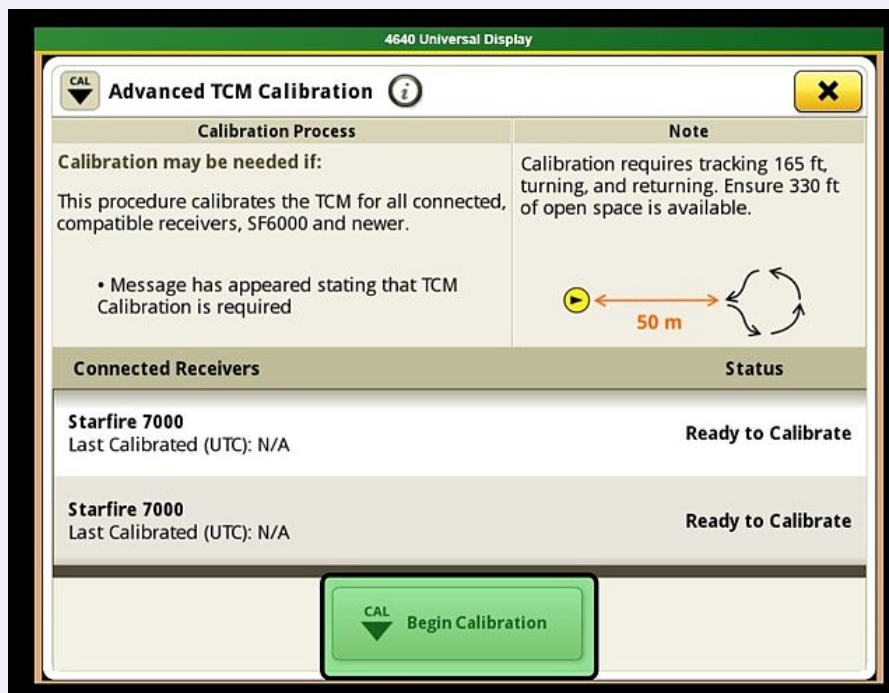 4640 Universal Display
CAL
Advanced TCM Calibration i
Calibration Process
Calibration may be needed if:
This procedure calibrates the TCM for all connected,
compatible receivers, SF6000 and newer.
• Message has appeared stating that TCM
Calibration is required
Note
Calibration requires tracking 165 ft,
turning, and returning. Ensure 330 ft
of open space is available.
50 m
Connected Receivers Status
Starfire 7000
Last Calibrated (UTC): N/A
Ready to Calibrate
Starfire 7000
Last Calibrated (UTC): N/A
Ready to Calibrate
CAL
Begin Calibration